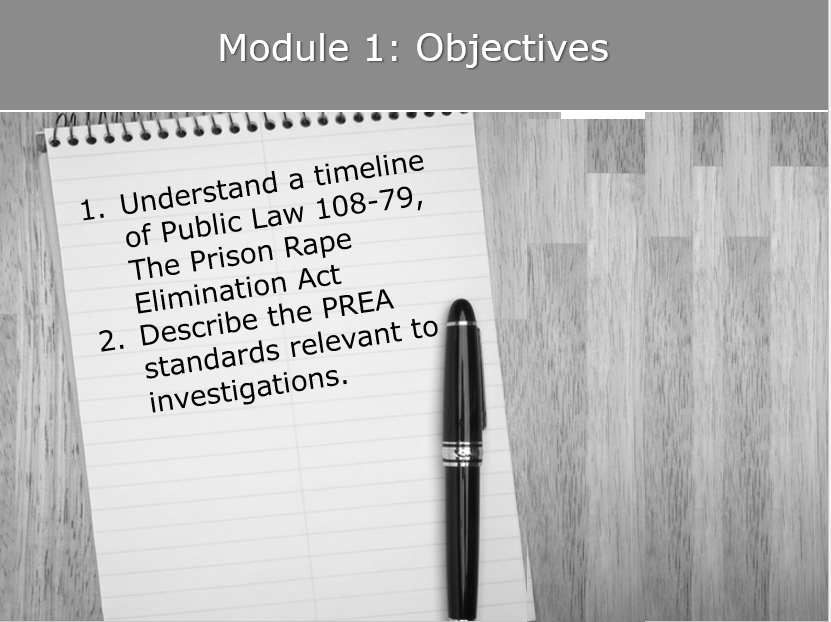 Module 1: Objectives
1. Understand a timeline
of Public Law 108-79,
The Prison Rape
Elimination Act
2. Describe the PREA
standards relevant to
investigations.